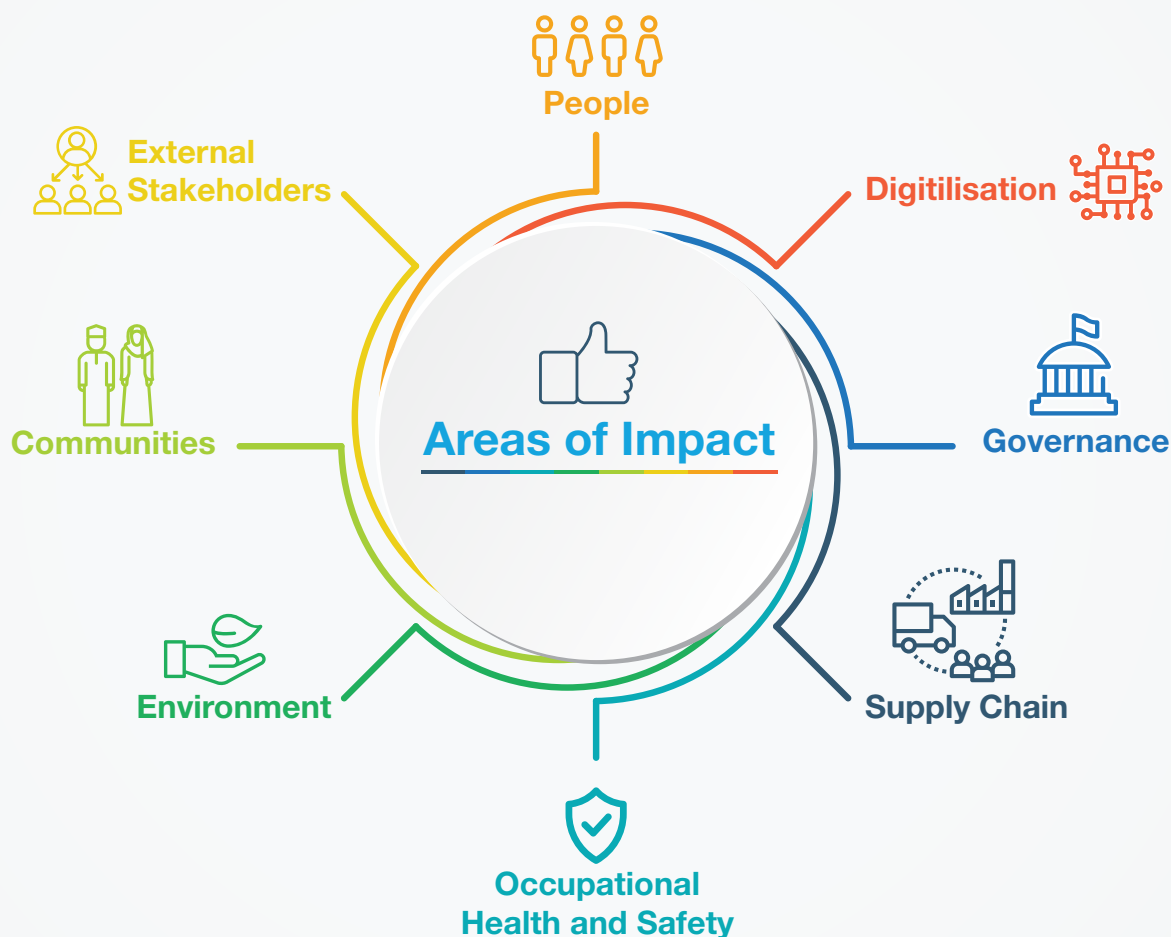 People
External
Stakeholders
Digitilisation
Communities
Areas of Impact
Governance
Environment
Supply Chain
Occupational
Health and Safety